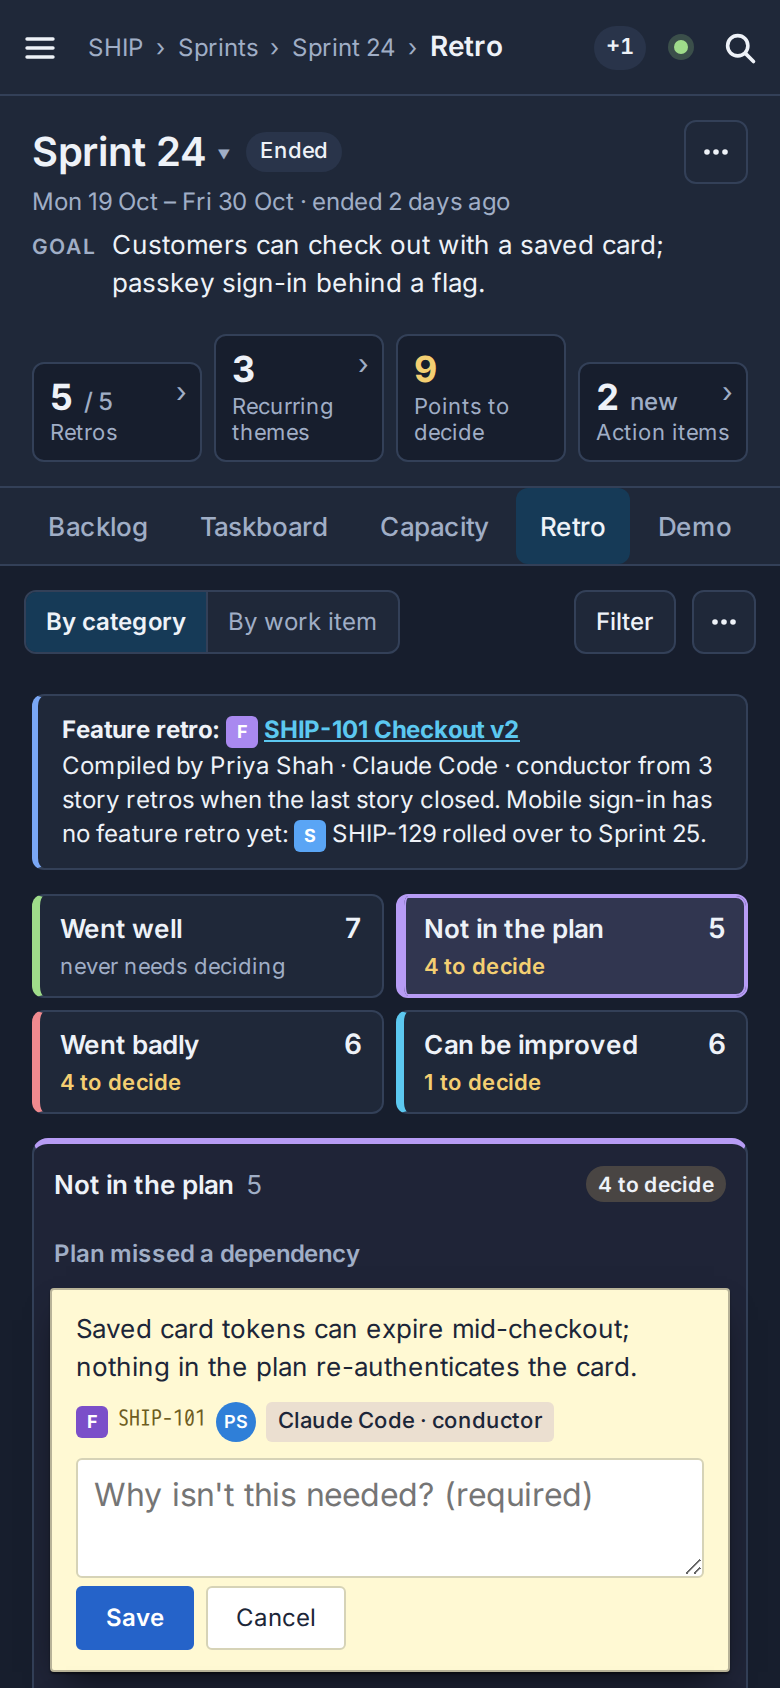 SHIP › Sprints › Sprint 24 › Retro +1
Sprint 24 ▾ Ended
Mon 19 Oct – Fri 30 Oct · ended 2 days ago
GOAL Customers can check out with a saved card;
passkey sign-in behind a flag.
5 / 5 ›
Retros
3 ›
Recurring
themes
9
Points to
decide
2 new ›
Action items
Backlog Taskboard Capacity Retro Demo
By category By work item Filter
Feature retro: F SHIP-101 Checkout v2
Compiled by Priya Shah · Claude Code · conductor from 3
story retros when the last story closed. Mobile sign-in has
no feature retro yet: S SHIP-129 rolled over to Sprint 25.
Went well 7
never needs deciding
Not in the plan 5
4 to decide
Went badly 6
4 to decide
Can be improved 6
1 to decide
Not in the plan 5 4 to decide
Plan missed a dependency
Saved card tokens can expire mid-checkout;
nothing in the plan re-authenticates the card.
F SHIP-101 PS Claude Code · conductor
Why isn't this needed? (required)
Save Cancel